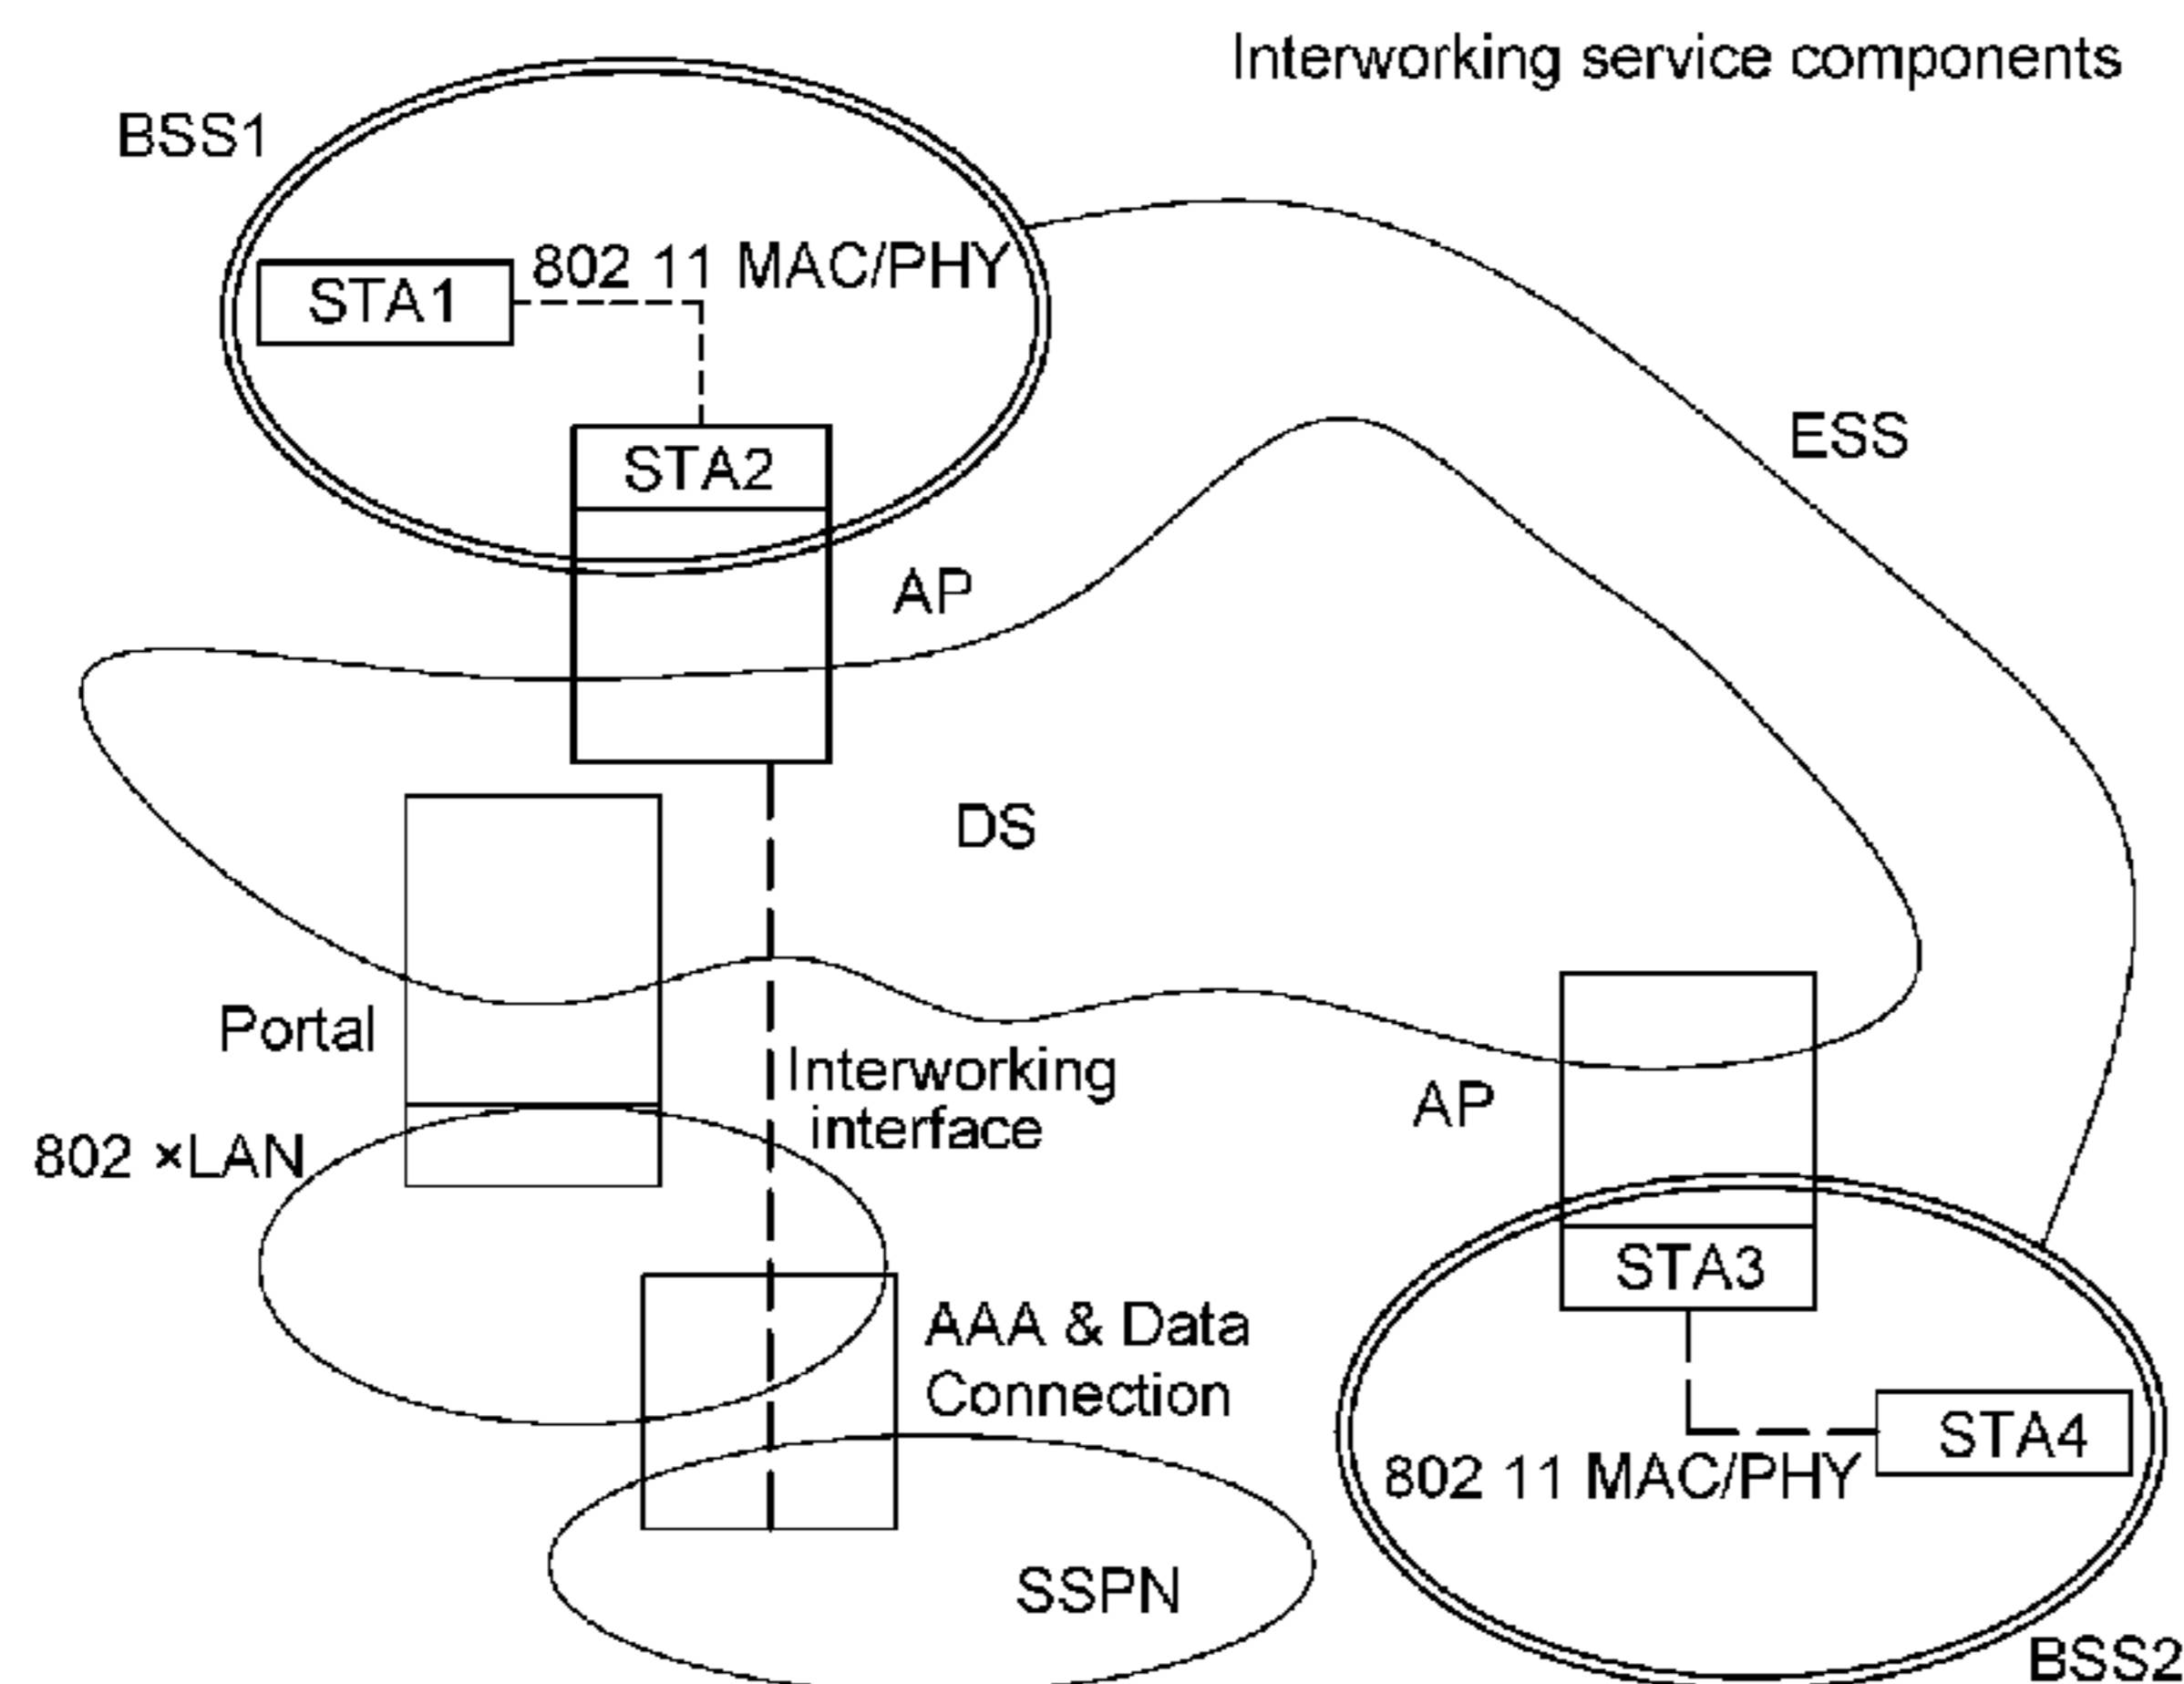 Interworking service components
BSS1
802 11 MAC/PHY
STA1
ESS
STA2
AP
DS
Portal
Interworking
interface
AP
802 ×LAN
STA3
AAA & Data
Connection
STA4
802 11 MAC/PHY
SSPN
BSS2